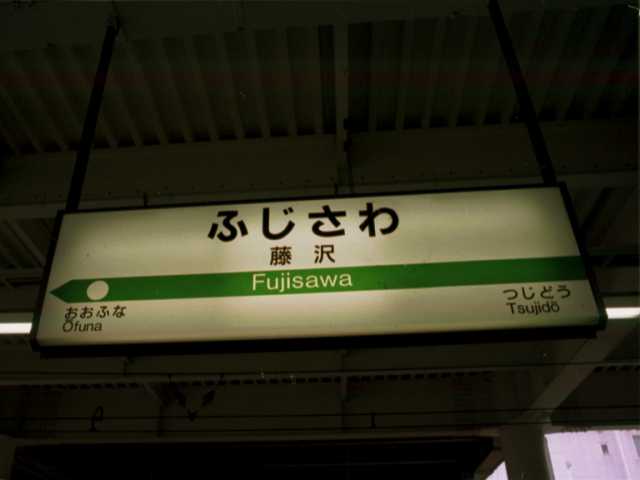 ふじさわ
藤沢
Fujisawa
おおふな
Ōfuna
つじどう
Tsujidō